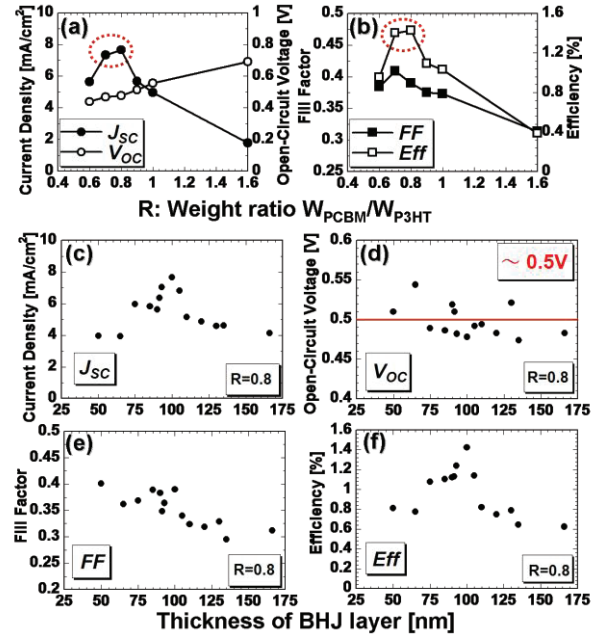 (a)
Current Density [mA/cm²]
10
8
6
4
2
0
Open-Circuit Voltage [V]
1
0.8
0.6
0.4
0.2
0
J_SC
V_OC
0.4 0.6 0.8 1.0 1.2 1.4 1.6
(b)
Fill Factor
0.5
0.45
0.4
0.35
0.3
0.25
Efficiency [%]
1.6
1.2
0.8
0.4
0
FF
Eff
0.4 0.6 0.8 1 1.2 1.4 1.6
R: Weight ratio W_PCBM/W_P3HT
(c)
Current Density [mA/cm²]
10
8
6
4
2
0
J_SC
R=0.8
25 50 75 100 125 150 175
(d)
Open-Circuit Voltage [V]
0.6
0.55
0.5
0.45
0.4
~ 0.5V
V_OC
R=0.8
25 50 75 100 125 150 175
(e)
Fill Factor
0.5
0.45
0.4
0.35
0.3
0.25
0.2
FF
R=0.8
25 50 75 100 125 150 175
(f)
Efficiency [%]
1.6
1.4
1.2
1
0.8
0.6
0.4
0.2
0
Eff
R=0.8
25 50 75 100 125 150 175
Thickness of BHJ layer [nm]